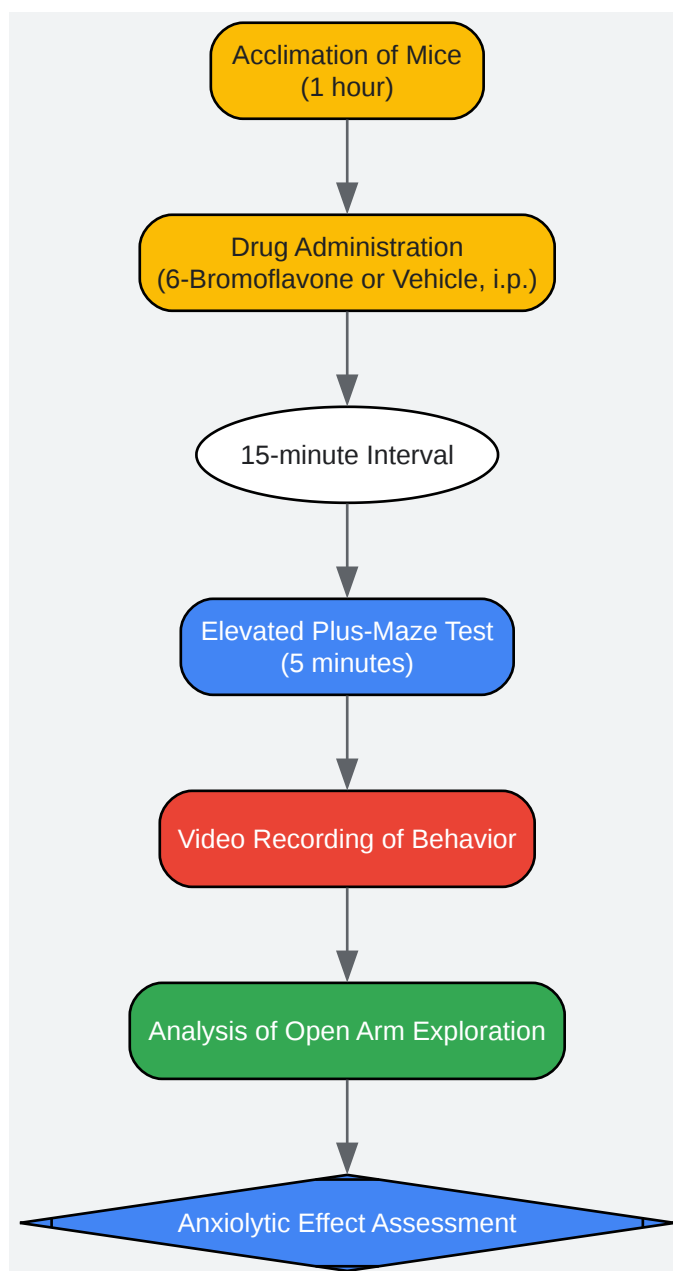 Acclimation of Mice
(1 hour)
Drug Administration
(6-Bromoflavone or Vehicle, i.p.)
15-minute Interval
Elevated Plus-Maze Test
(5 minutes)
Video Recording of Behavior
Analysis of Open Arm Exploration
Anxiolytic Effect Assessment